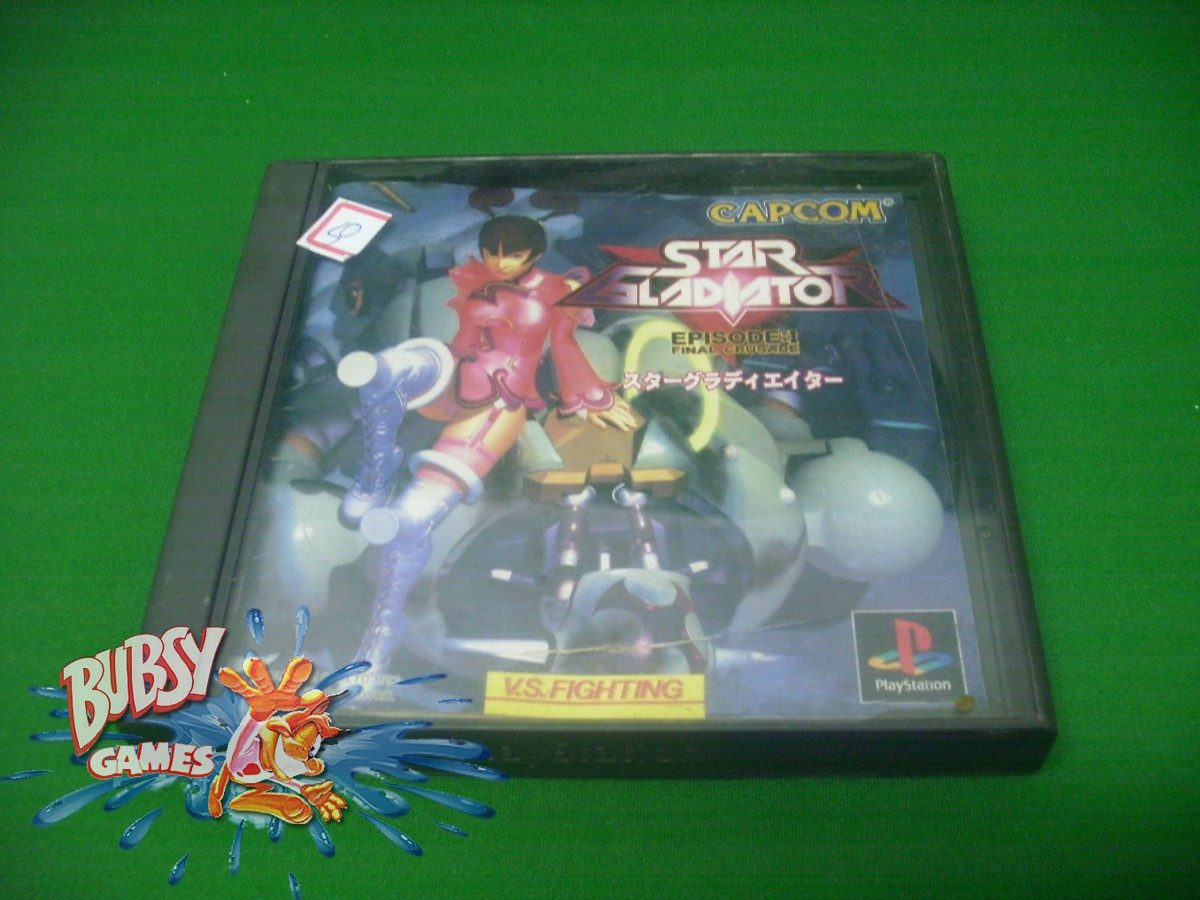 CAPCOM®
STAR
GLADIATOR
EPISODE:I
FINAL CRUSADE
スターグラディエイター
PlayStation
V.S.FIGHTING
BUBSY
GAMES